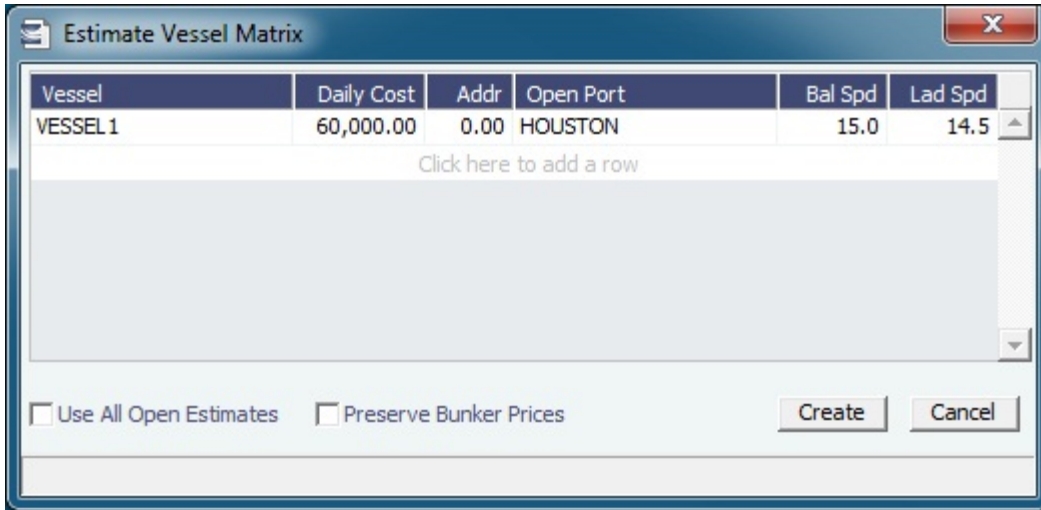 Estimate Vessel Matrix
Vessel Daily Cost Addr Open Port Bal Spd Lad Spd
VESSEL1 60,000.00 0.00 HOUSTON 15.0 14.5
Click here to add a row
Use All Open Estimates Preserve Bunker Prices Create Cancel